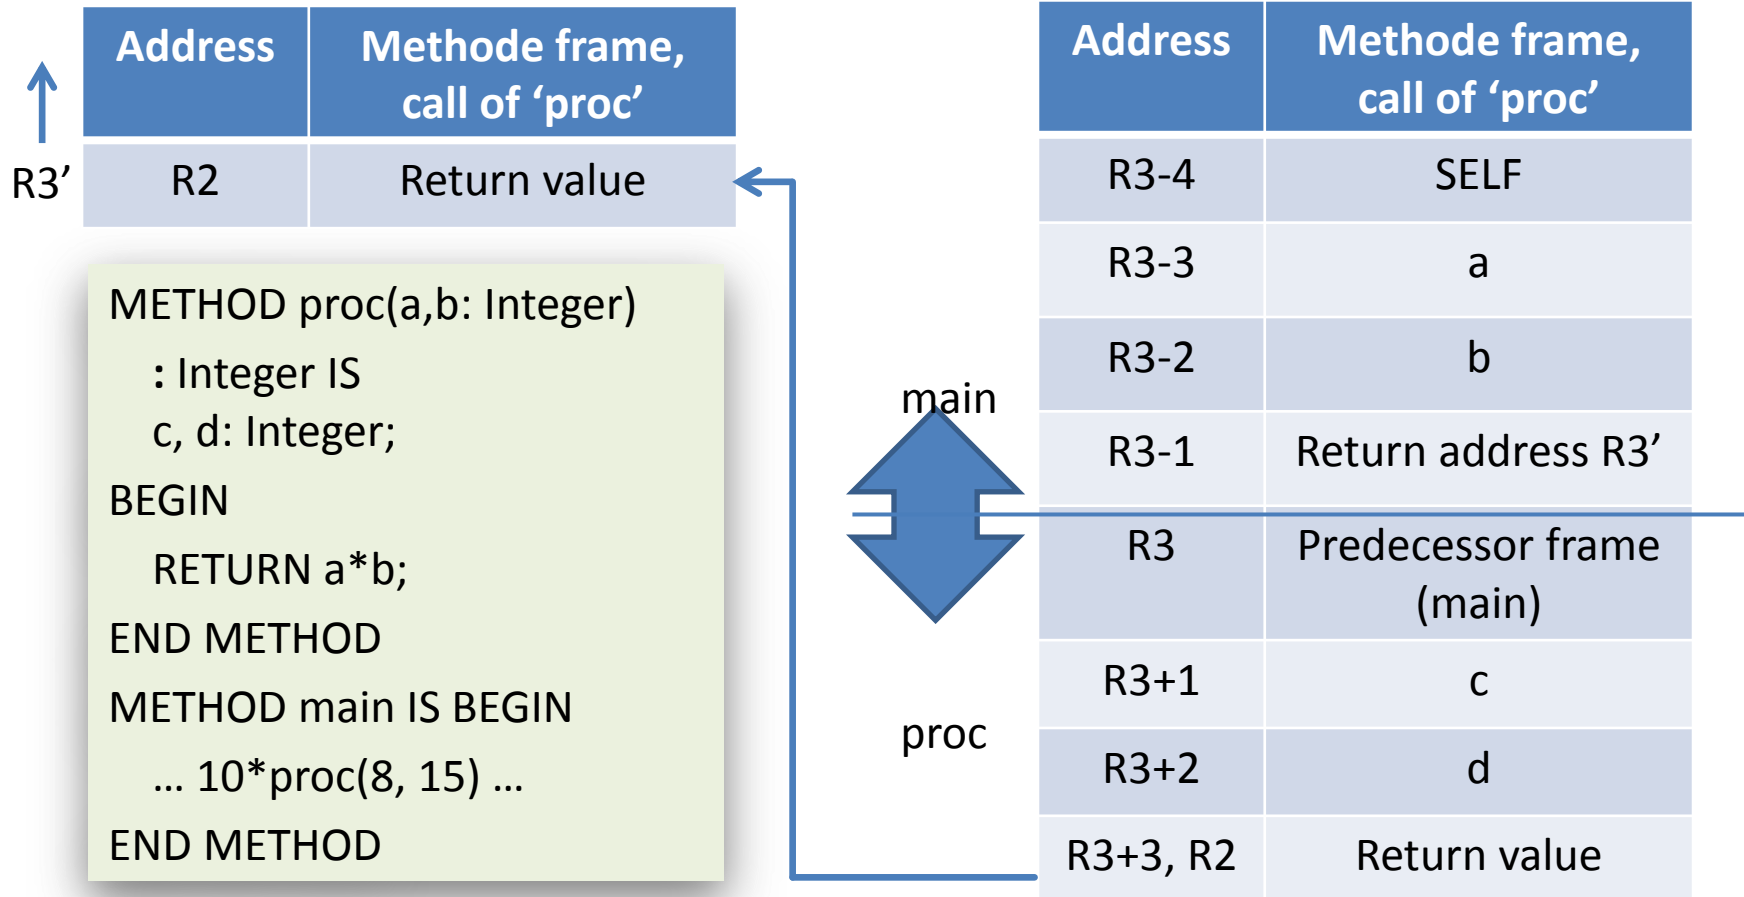 Address
Methode frame,
call of ‘proc’
R3’
R2
Return value
METHOD proc(a,b: Integer)
: Integer IS
c, d: Integer;
BEGIN
RETURN a*b;
END METHOD
METHOD main IS BEGIN
... 10*proc(8, 15) ...
END METHOD
main
proc
Address
Methode frame,
call of ‘proc’
R3-4
SELF
R3-3
a
R3-2
b
R3-1
Return address R3’
R3
Predecessor frame
(main)
R3+1
c
R3+2
d
R3+3, R2
Return value